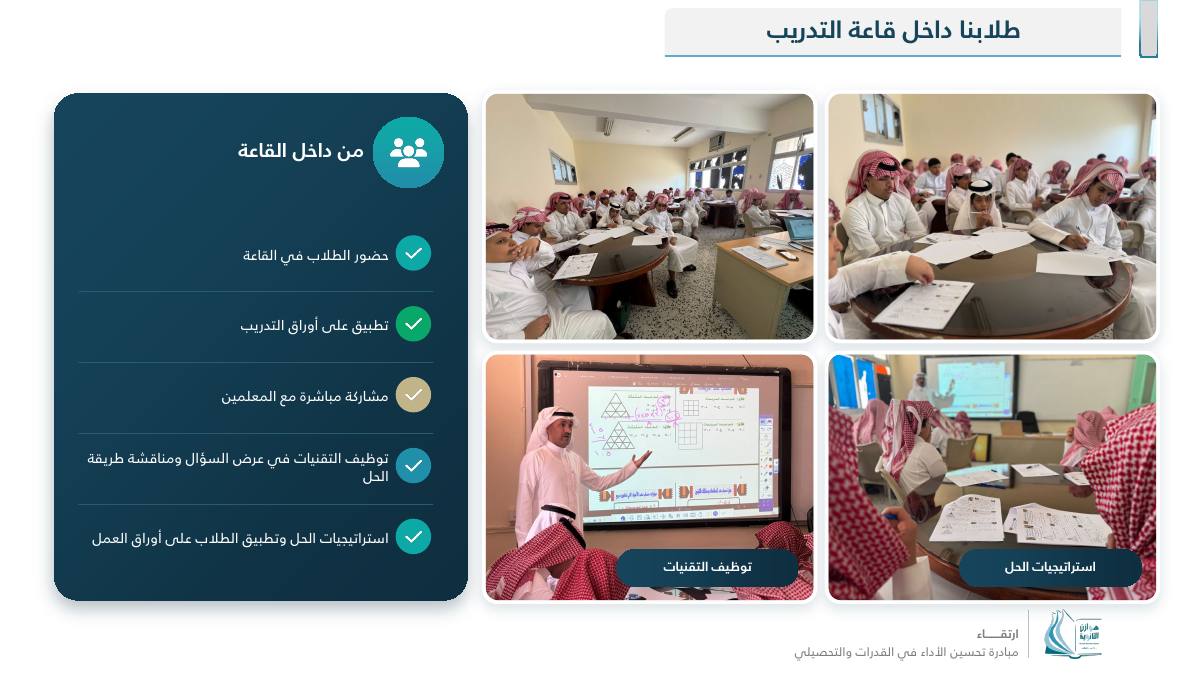 طلابنا داخل قاعة التدريب
من داخل القاعة
حضور الطلاب في القاعة
تطبيق على أوراق التدريب
مشاركة مباشرة مع المعلمين
توظيف التقنيات في عرض السؤال ومناقشة طريقة
الحل
استراتيجيات الحل وتطبيق الطلاب على أوراق العمل
استراتيجيات الحل
توظيف التقنيات
ارتقـــاء
مبادرة تحسين الأداء في القدرات والتحصيلي
هوازن
الثانوية